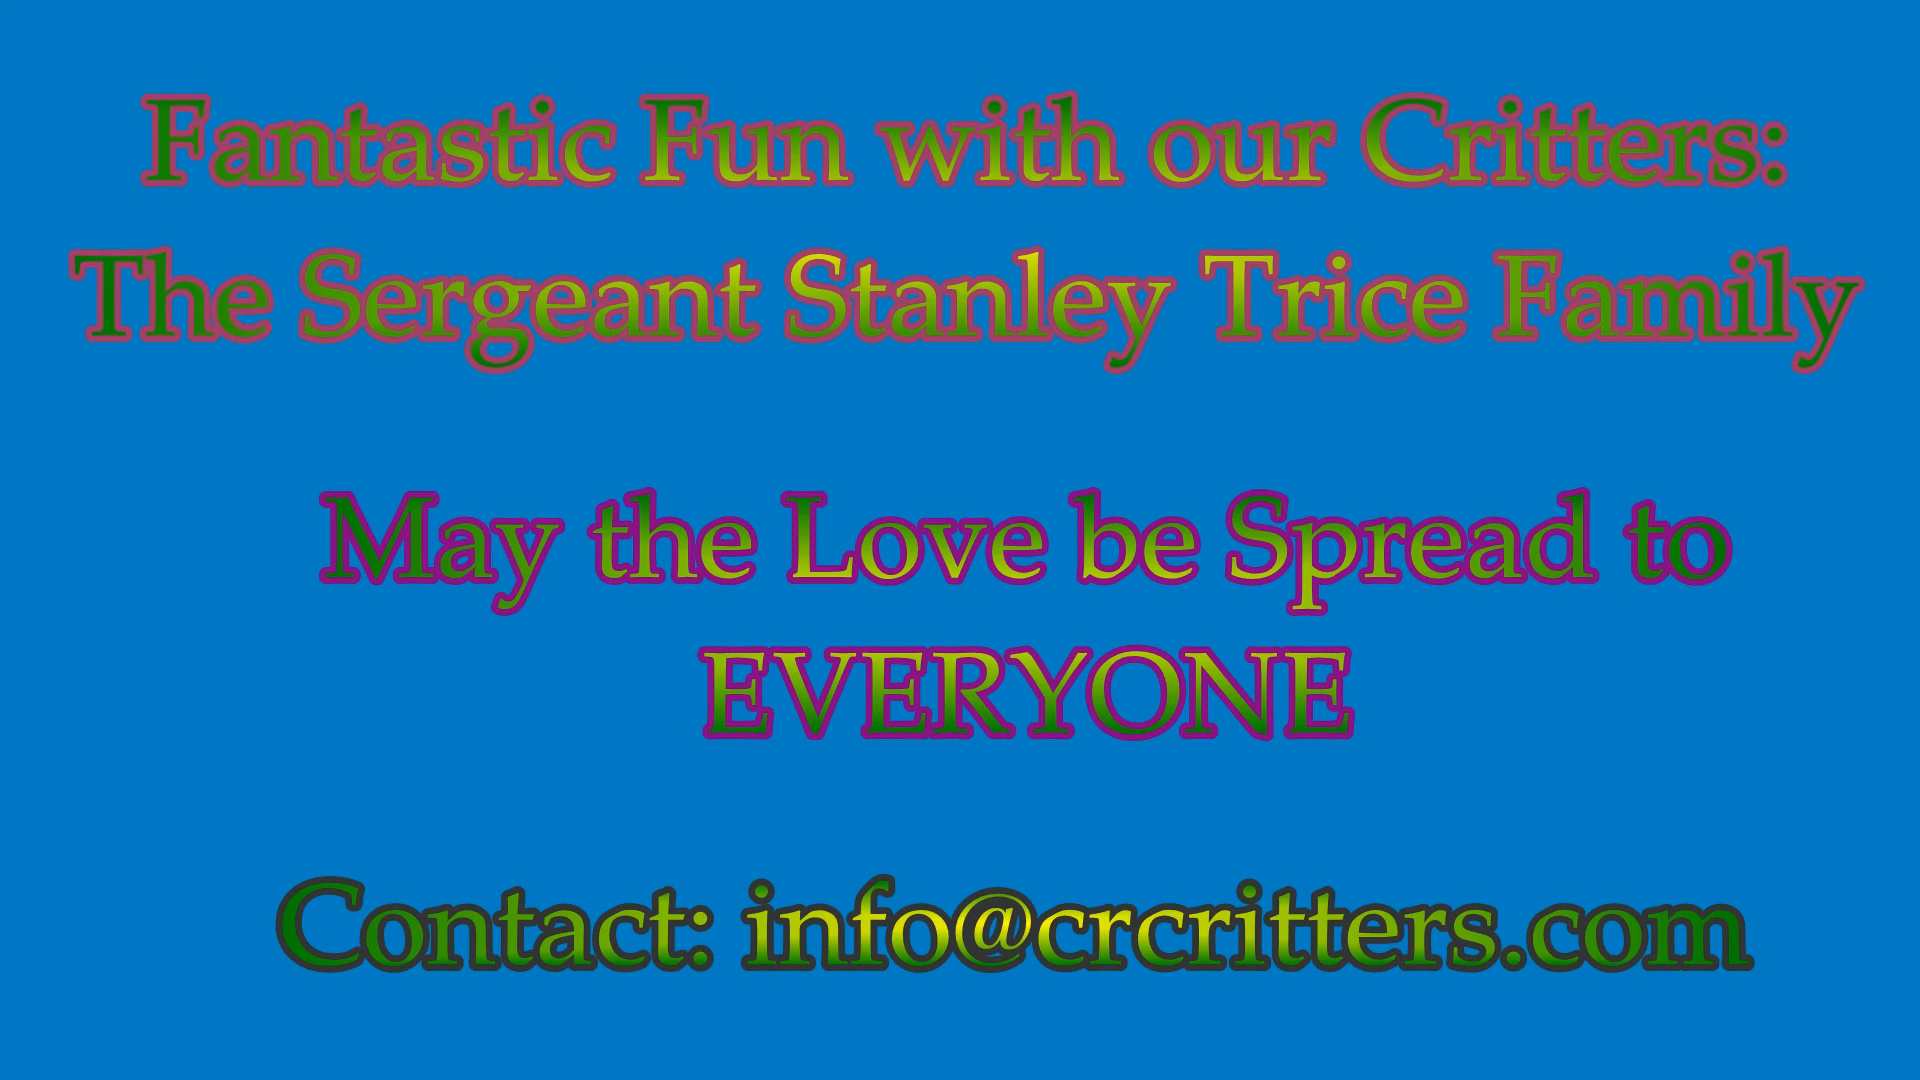 Fantastic Fun with our Critters:
The Sergeant Stanley Trice Family
May the Love be Spread to
EVERYONE
Contact: info@crcritters.com